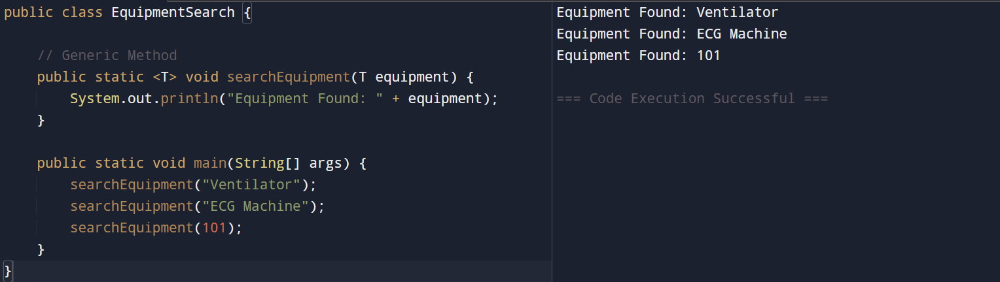 public class EquipmentSearch {
// Generic Method
public static <T> void searchEquipment(T equipment) {
System.out.println("Equipment Found: " + equipment);
}
public static void main(String[] args) {
searchEquipment("Ventilator");
searchEquipment("ECG Machine");
searchEquipment(101);
}
}
Equipment Found: Ventilator
Equipment Found: ECG Machine
Equipment Found: 101
=== Code Execution Successful ===